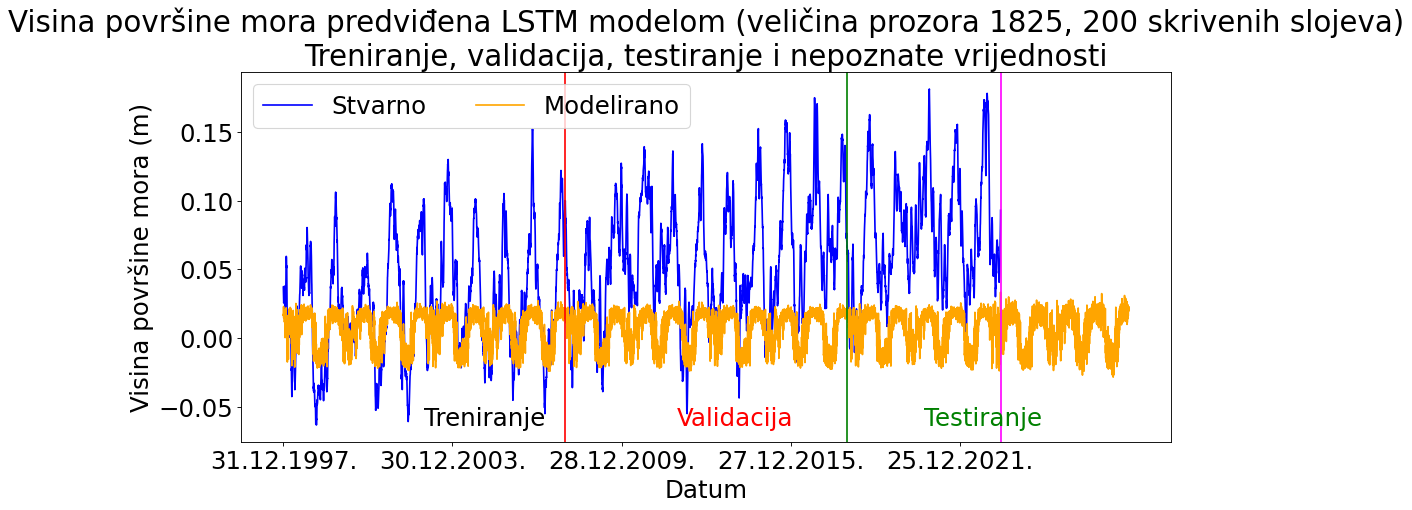 Visina površine mora predviđena LSTM modelom (veličina prozora 1825, 200 skrivenih slojeva)
Treniranje, validacija, testiranje i nepoznate vrijednosti
Stvarno Modelirano
Visina površine mora (m)
0.15
0.10
0.05
0.00
−0.05
Treniranje Validacija Testiranje
31.12.1997. 30.12.2003. 28.12.2009. 27.12.2015. 25.12.2021.
Datum